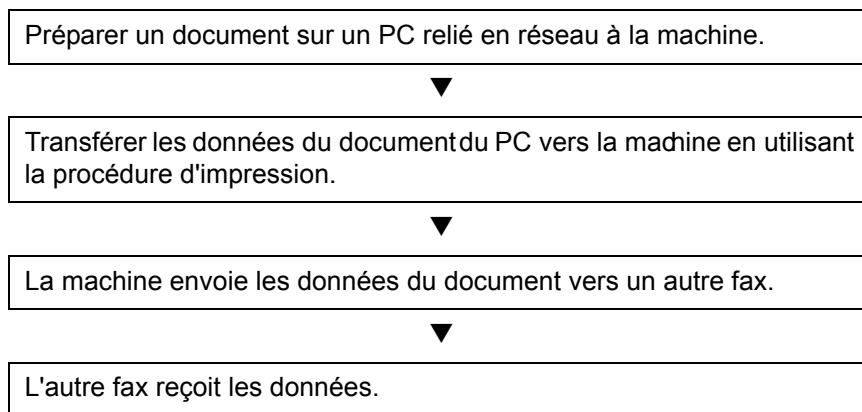 Préparer un document sur un PC relié en réseau à la machine.
▼
Transférer les données du document du PC vers la machine en utilisant
la procédure d'impression.
▼
La machine envoie les données du document vers un autre fax.
▼
L'autre fax reçoit les données.